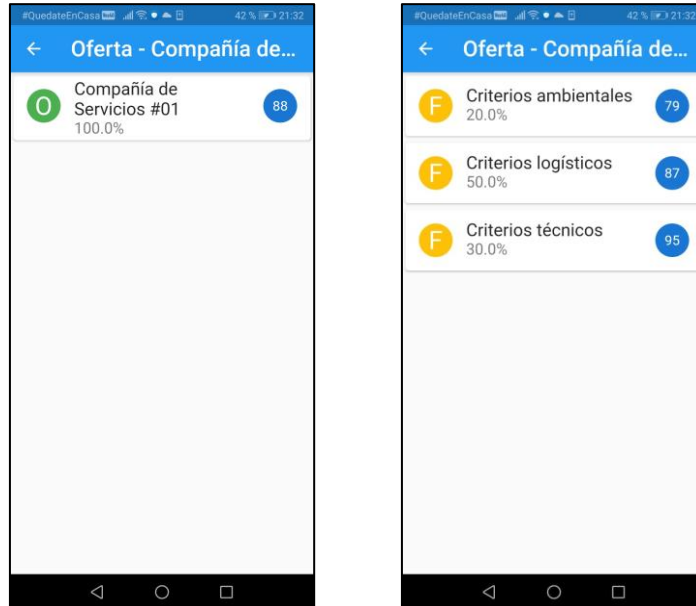 #QuedateEnCasa 42 % 21:32
← Oferta - Compañía de...
O Compañía de
Servicios #01
100.0%
88
#QuedateEnCasa 42 % 21:32
← Oferta - Compañía de...
F Criterios ambientales
20.0%
79
F Criterios logísticos
50.0%
87
F Criterios técnicos
30.0%
95